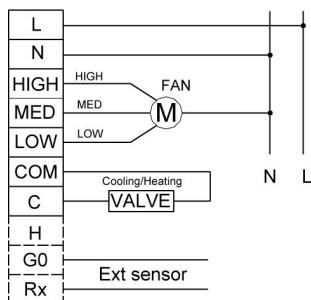 L
N
HIGH HIGH FAN
MED MED M
LOW LOW
COM
Cooling/Heating N L
C VALVE
H
G0
Ext sensor
Rx